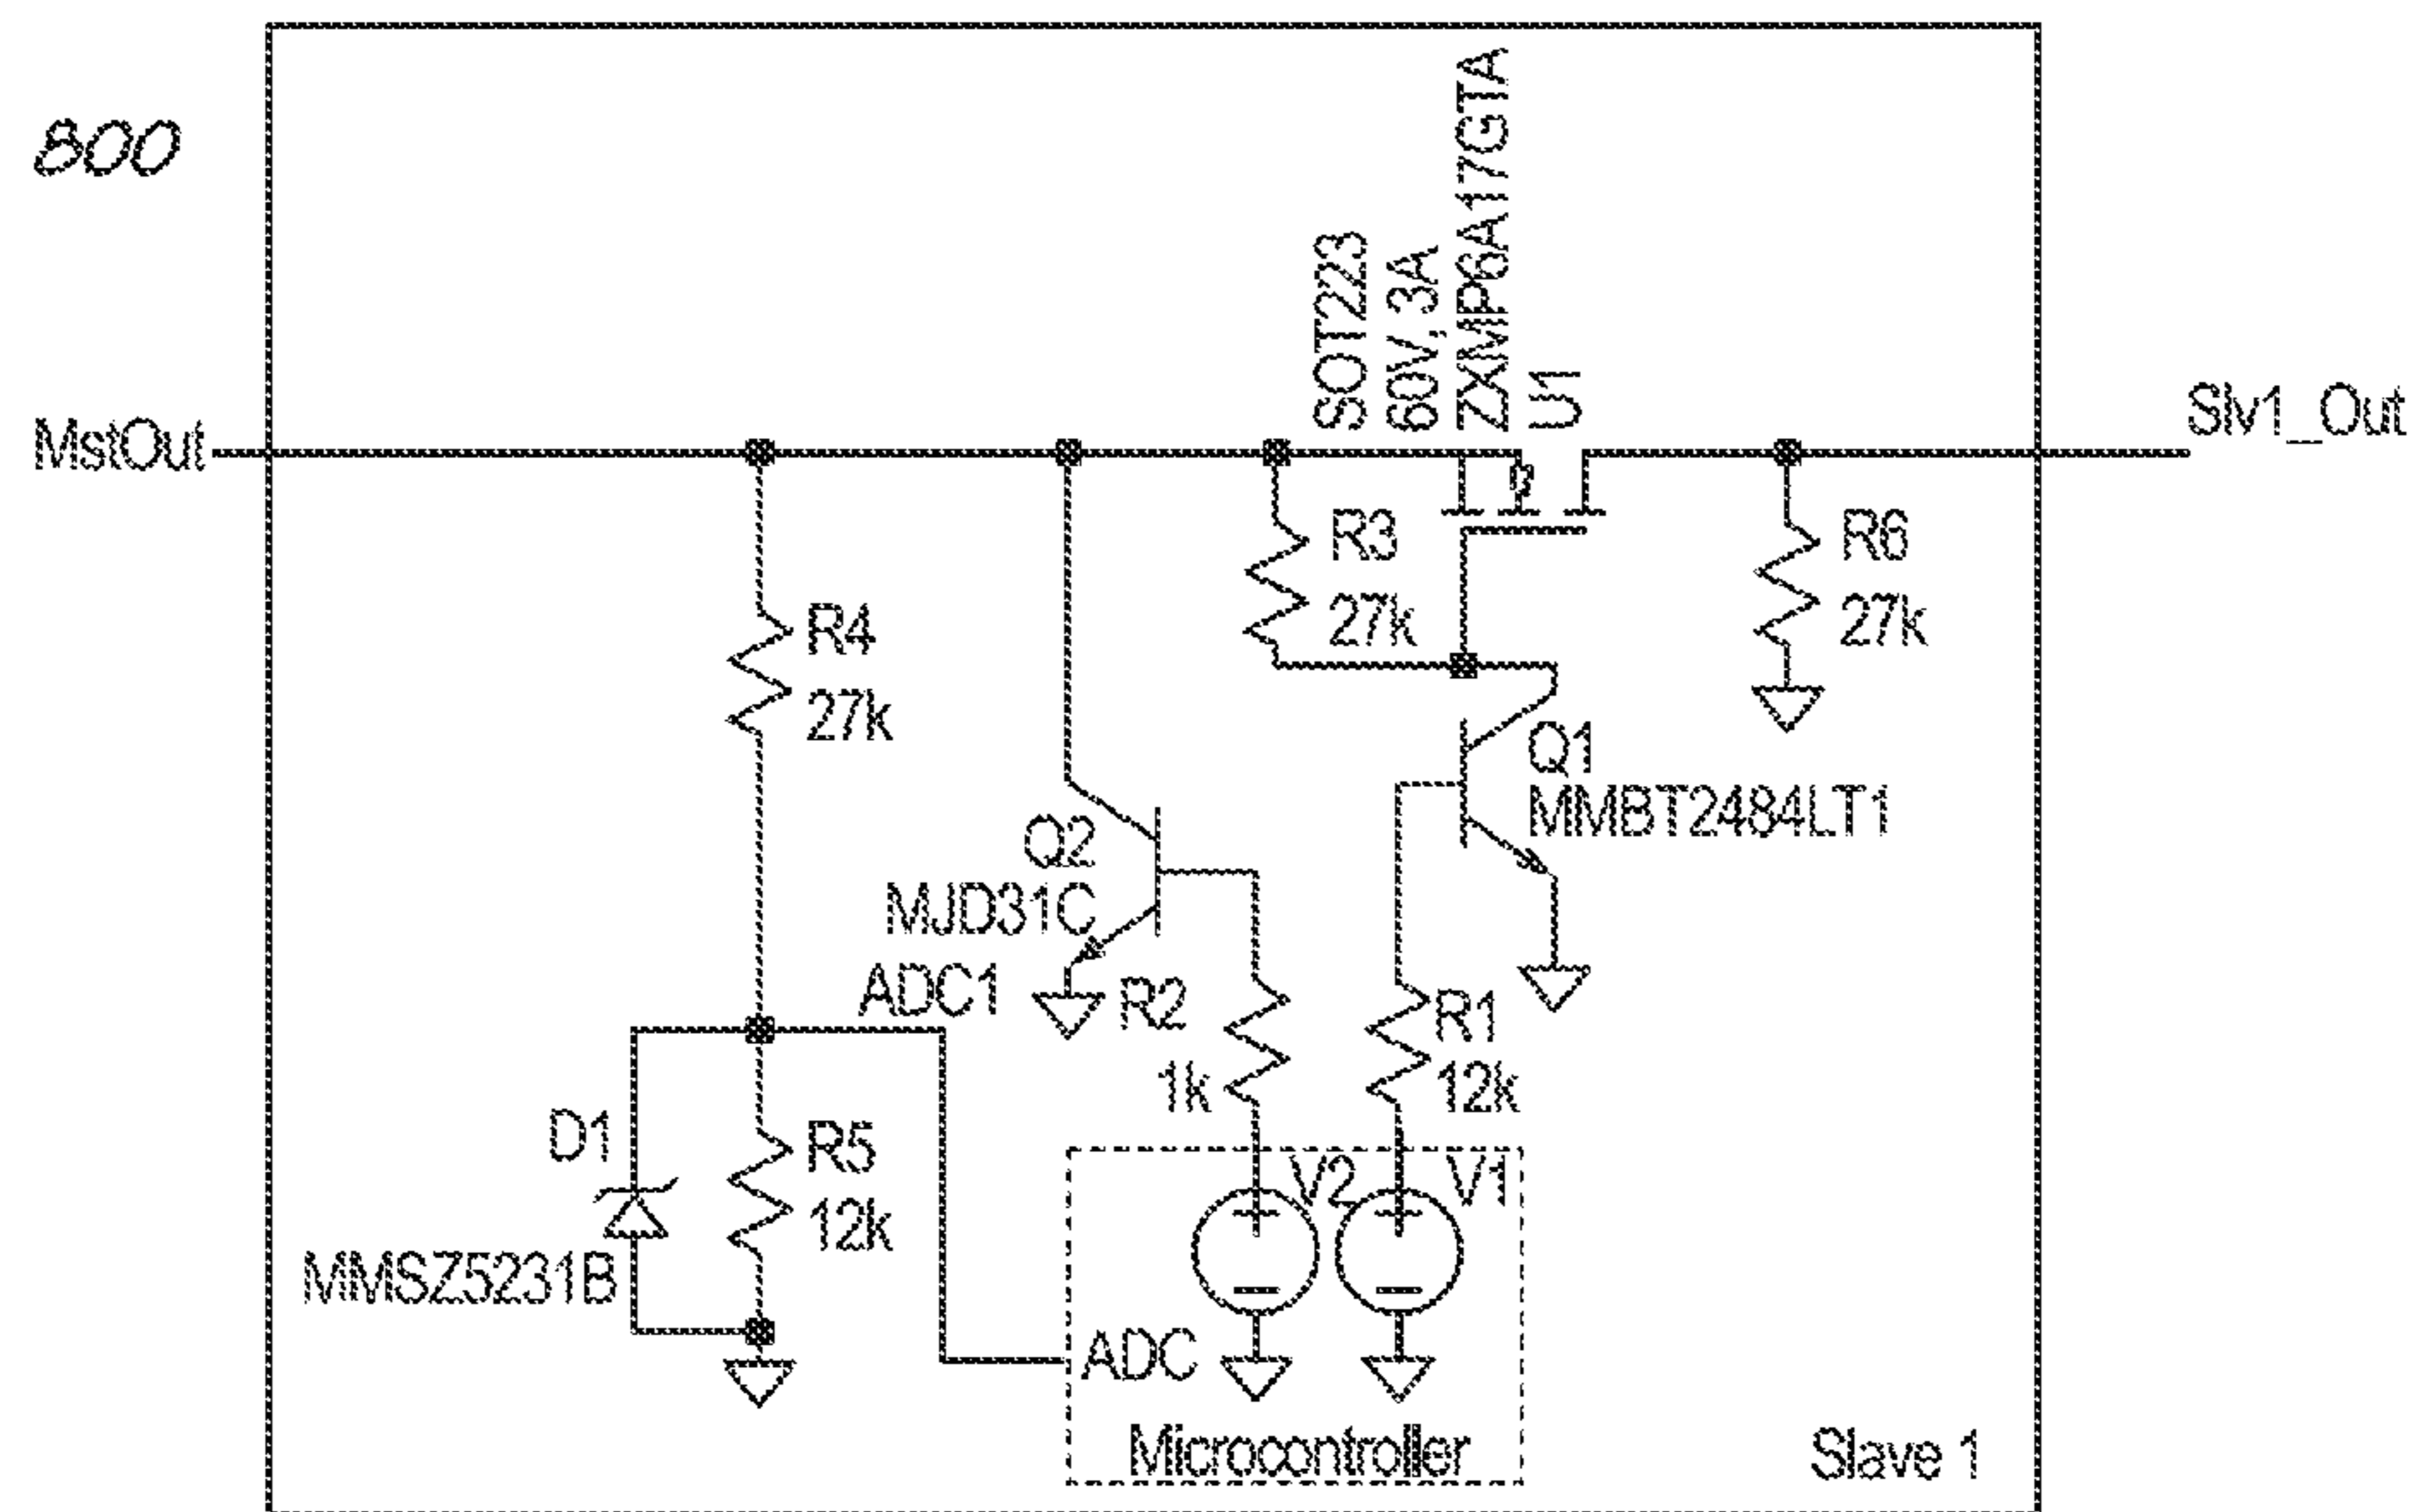 800
SOT223
60V, 3A
ZXMP6A17GTA
U1
MstOut
Slv1_Out
R3
27k
R6
27k
R4
27k
Q1
MMBT2484LT1
Q2
MJD31C
ADC1
R2
1k
R1
12k
D1
MMSZ5231B
R5
12k
V2
V1
ADC
Microcontroller
Slave 1